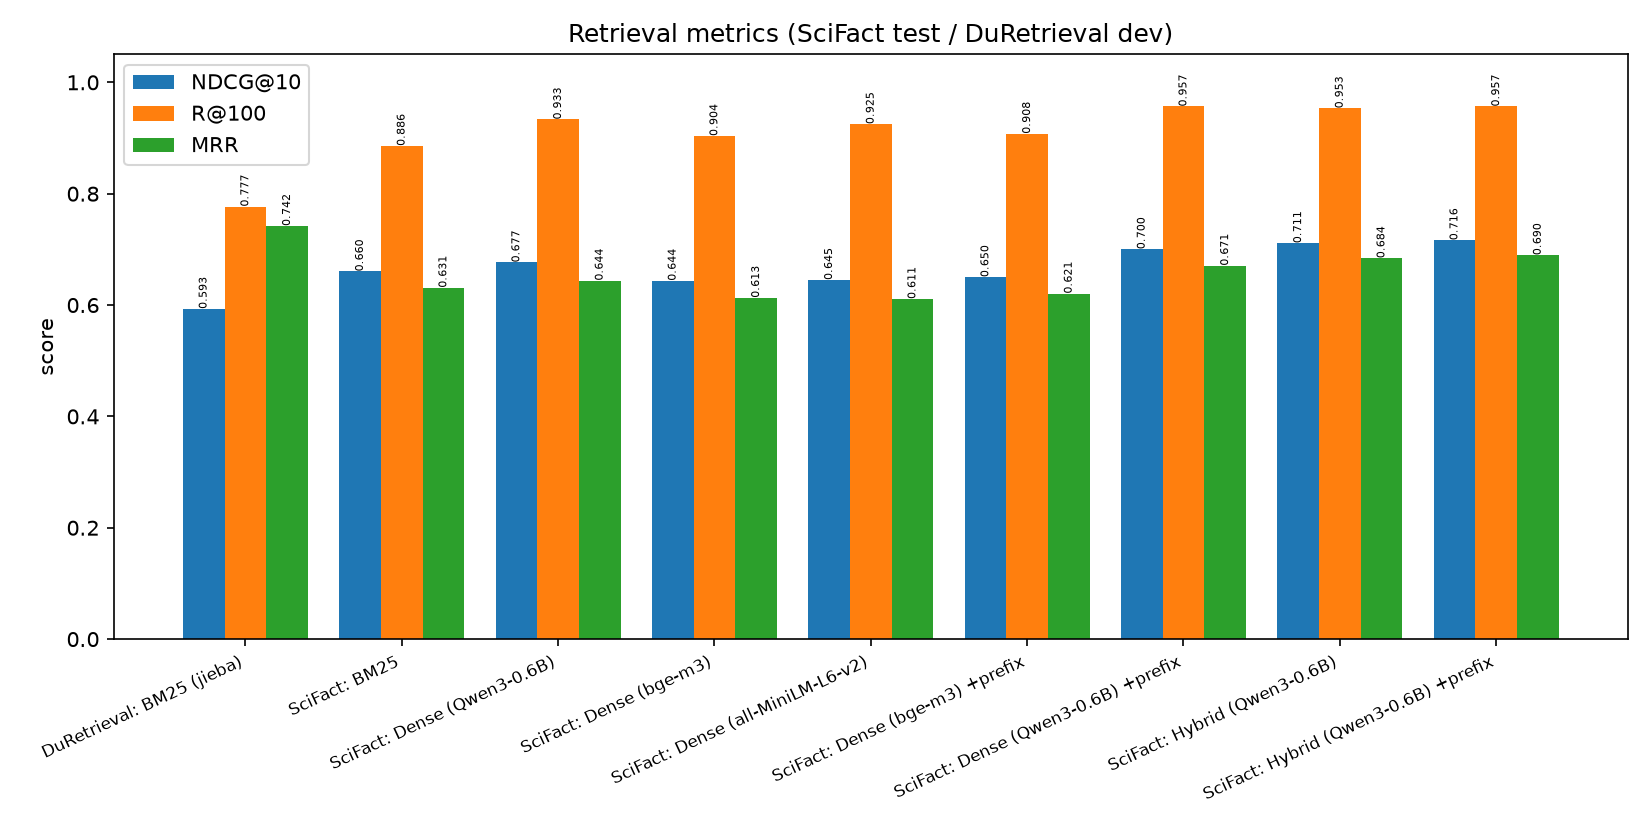 Retrieval metrics (SciFact test / DuRetrieval dev)
NDCG@10
R@100
MRR
score
1.0
0.8
0.6
0.4
0.2
0.0
0.593
0.777
0.742
0.660
0.886
0.631
0.677
0.933
0.644
0.644
0.904
0.613
0.645
0.925
0.611
0.650
0.908
0.621
0.700
0.957
0.671
0.711
0.953
0.684
0.716
0.957
0.690
DuRetrieval: BM25 (jieba)
SciFact: BM25
SciFact: Dense (Qwen3-0.6B)
SciFact: Dense (bge-m3)
SciFact: Dense (all-MiniLM-L6-v2)
SciFact: Dense (bge-m3) +prefix
SciFact: Dense (Qwen3-0.6B) +prefix
SciFact: Hybrid (Qwen3-0.6B)
SciFact: Hybrid (Qwen3-0.6B) +prefix